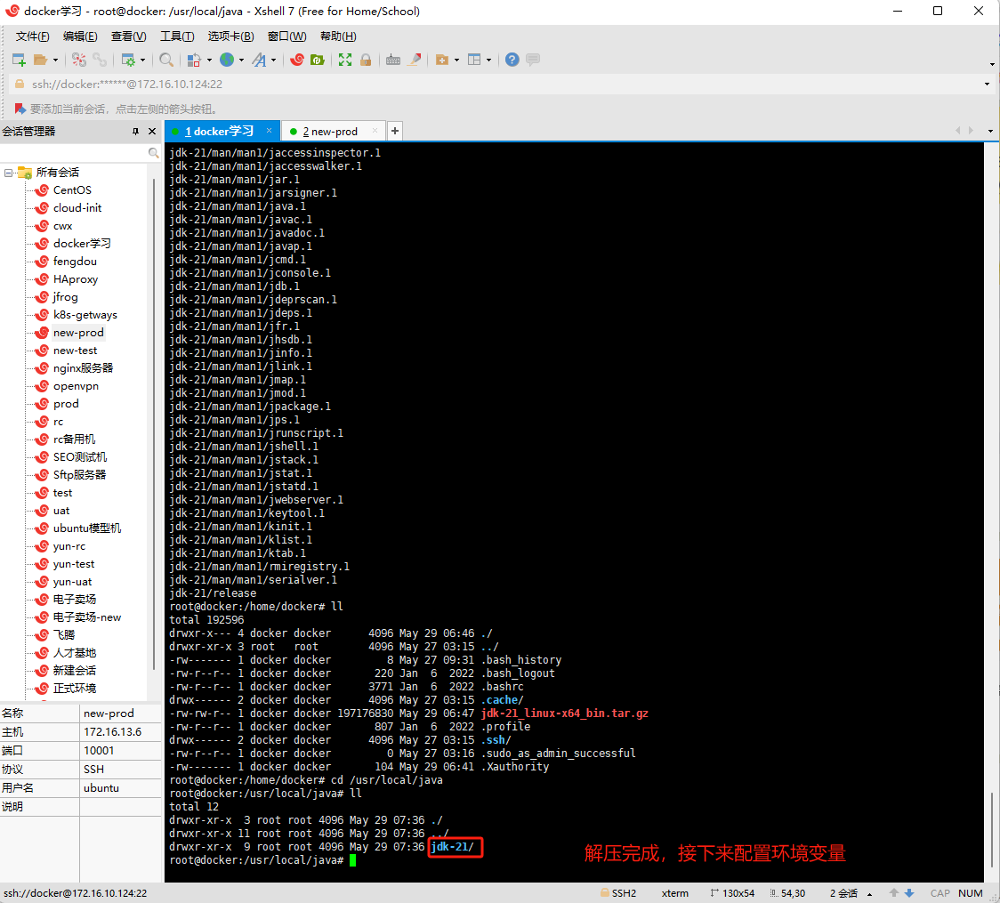 docker学习 - root@docker: /usr/local/java - Xshell 7 (Free for Home/School)
文件(F) 编辑(E) 查看(V) 工具(T) 选项卡(B) 窗口(W) 帮助(H)
ssh://docker:******@172.16.10.124:22
要添加当前会话，点击左侧的箭头按钮。
会话管理器
1 docker学习
2 new-prod
所有会话
CentOS
cloud-init
cwx
docker学习
fengdou
HAproxy
jfrog
k8s-getways
new-prod
new-test
nginx服务器
openvpn
prod
rc
rc备用机
SEO测试机
Sftp服务器
test
uat
ubuntu模型机
yun-rc
yun-test
yun-uat
电子卖场
电子卖场-new
飞腾
人才基地
新建会话
正式环境
名称 new-prod
主机 172.16.13.6
端口 10001
协议 SSH
用户名 ubuntu
说明
jdk-21/man/man1/jaccessinspector.1
jdk-21/man/man1/jaccesswalker.1
jdk-21/man/man1/jar.1
jdk-21/man/man1/jarsigner.1
jdk-21/man/man1/java.1
jdk-21/man/man1/javac.1
jdk-21/man/man1/javadoc.1
jdk-21/man/man1/javap.1
jdk-21/man/man1/jcmd.1
jdk-21/man/man1/jconsole.1
jdk-21/man/man1/jdb.1
jdk-21/man/man1/jdeprscan.1
jdk-21/man/man1/jdeps.1
jdk-21/man/man1/jfr.1
jdk-21/man/man1/jhsdb.1
jdk-21/man/man1/jinfo.1
jdk-21/man/man1/jlink.1
jdk-21/man/man1/jmap.1
jdk-21/man/man1/jmod.1
jdk-21/man/man1/jpackage.1
jdk-21/man/man1/jps.1
jdk-21/man/man1/jrunscript.1
jdk-21/man/man1/jshell.1
jdk-21/man/man1/jstack.1
jdk-21/man/man1/jstat.1
jdk-21/man/man1/jstatd.1
jdk-21/man/man1/jwebserver.1
jdk-21/man/man1/keytool.1
jdk-21/man/man1/kinit.1
jdk-21/man/man1/klist.1
jdk-21/man/man1/ktab.1
jdk-21/man/man1/rmiregistry.1
jdk-21/man/man1/serialver.1
jdk-21/release
root@docker:/home/docker# ll
total 192596
drwxr-x--- 4 docker docker 4096 May 29 06:46 ./
drwxr-xr-x 3 root root 4096 May 27 03:15 ../
-rw------- 1 docker docker 8 May 27 09:31 .bash_history
-rw-r--r-- 1 docker docker 220 Jan 6 2022 .bash_logout
-rw-r--r-- 1 docker docker 3771 Jan 6 2022 .bashrc
drwx------ 2 docker docker 4096 May 27 03:15 .cache/
-rw-rw-r-- 1 docker docker 197176830 May 29 06:47 jdk-21_linux-x64_bin.tar.gz
-rw-r--r-- 1 docker docker 807 Jan 6 2022 .profile
drwx------ 2 docker docker 4096 May 27 03:15 .ssh/
-rw-r--r-- 1 docker docker 0 May 27 03:16 .sudo_as_admin_successful
-rw------- 1 docker docker 104 May 29 06:41 .Xauthority
root@docker:/home/docker# cd /usr/local/java
root@docker:/usr/local/java# ll
total 12
drwxr-xr-x 3 root root 4096 May 29 07:36 ./
drwxr-xr-x 11 root root 4096 May 29 07:36 ../
drwxr-xr-x 9 root root 4096 May 29 07:36 jdk-21/
root@docker:/usr/local/java#
解压完成，接下来配置环境变量
ssh://docker@172.16.10.124:22 SSH2 xterm 130x54 54,30 2 会话 CAP NUM